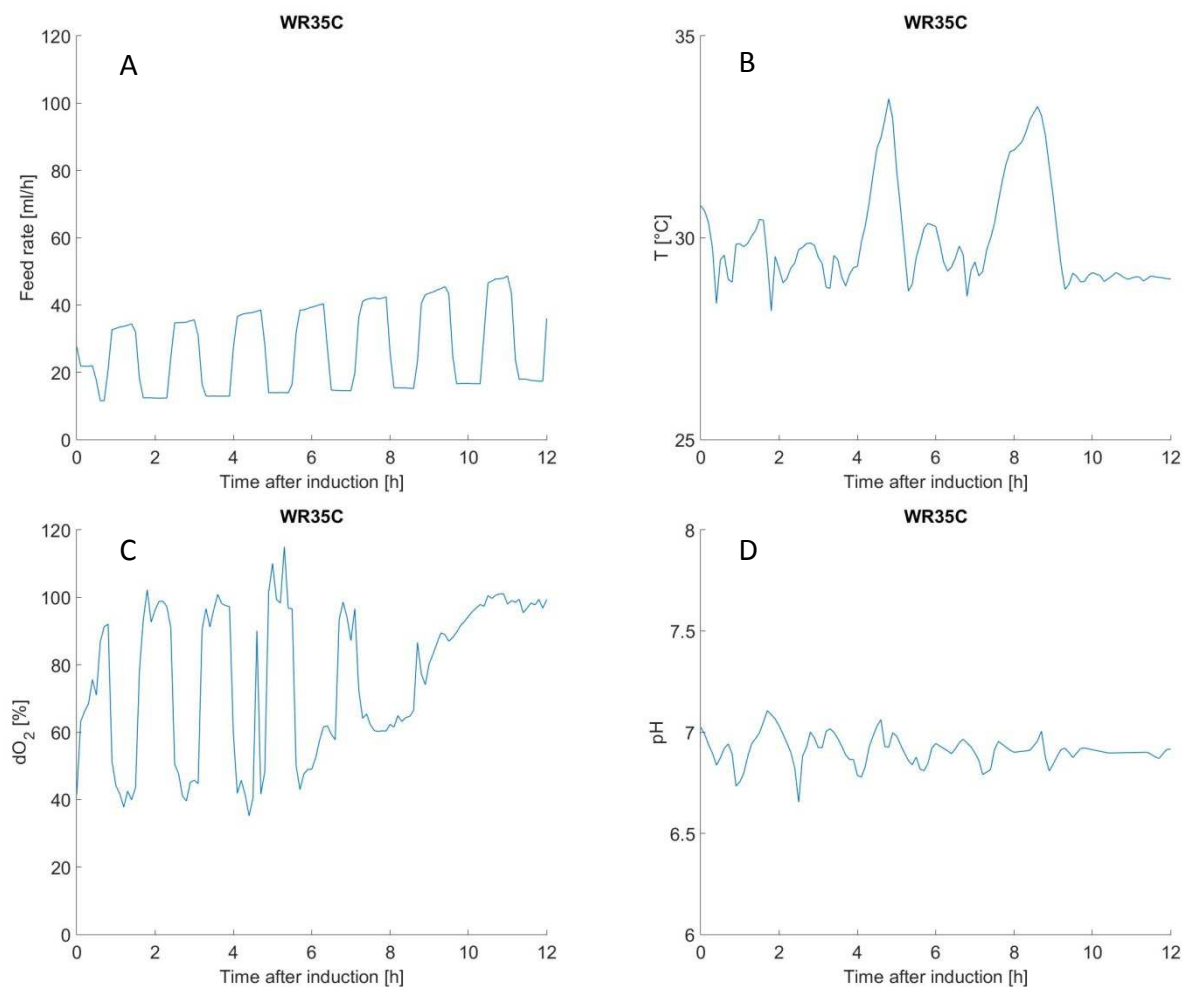 WR35C
A
120
100
80
60
40
20
0
Feed rate [ml/h]
0 2 4 6 8 10 12
Time after induction [h]
WR35C
B
35
30
25
T [°C]
0 2 4 6 8 10 12
Time after induction [h]
WR35C
C
120
100
80
60
40
20
0
dO2 [%]
0 2 4 6 8 10 12
Time after induction [h]
WR35C
D
8
7.5
7
6.5
6
pH
0 2 4 6 8 10 12
Time after induction [h]